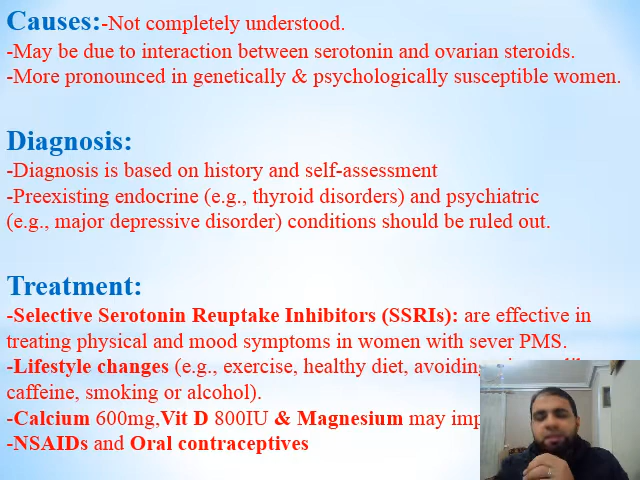 Causes:-Not completely understood.
-May be due to interaction between serotonin and ovarian steroids.
-More pronounced in genetically & psychologically susceptible women.
Diagnosis:
-Diagnosis is based on history and self-assessment
-Preexisting endocrine (e.g., thyroid disorders) and psychiatric
(e.g., major depressive disorder) conditions should be ruled out.
Treatment:
-Selective Serotonin Reuptake Inhibitors (SSRIs): are effective in
treating physical and mood symptoms in women with sever PMS.
-Lifestyle changes (e.g., exercise, healthy diet, avoiding
caffeine, smoking or alcohol).
-Calcium 600mg,Vit D 800IU & Magnesium may
-NSAIDs and Oral contraceptives